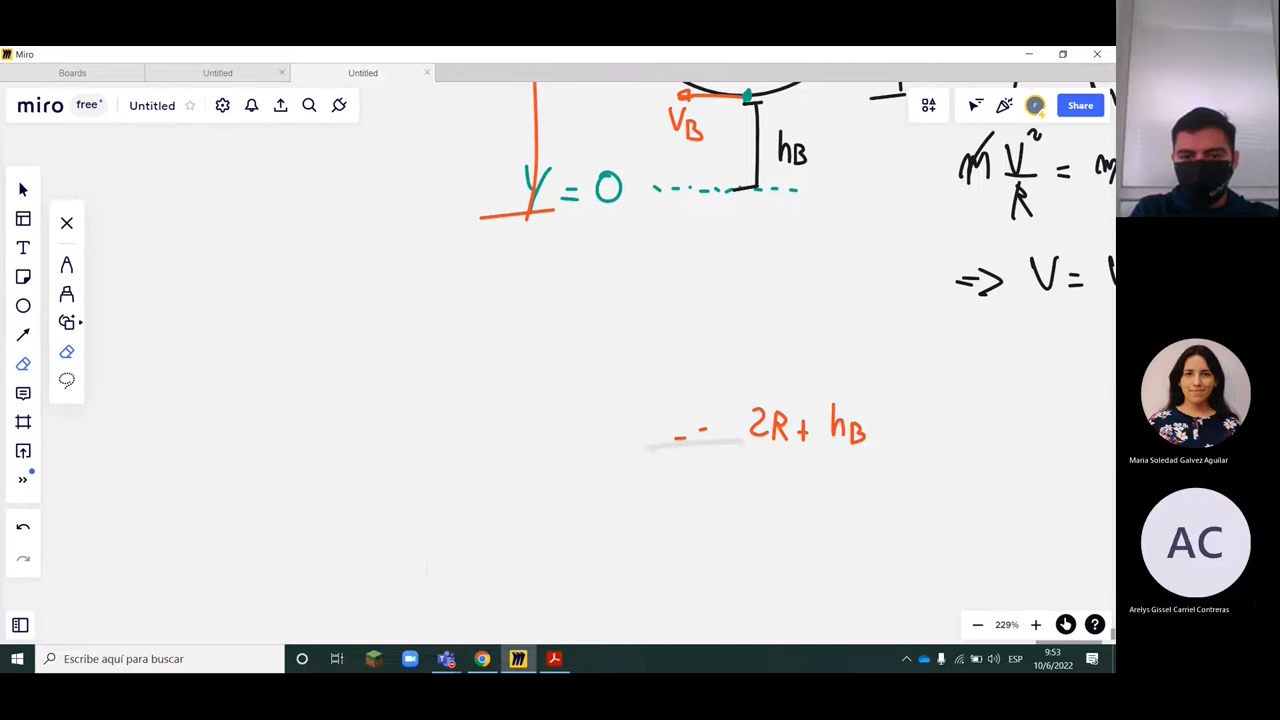 Miro
Boards
Untitled
Untitled
miro free
Untitled
Share
V_B
h_B
Y = 0
m V² / R = m
=> V =
2R + h_B
Maria Soledad Galvez Aguilar
AC
Arelys Gissel Carriel Contreras
229%
Escribe aquí para buscar
ESP
9:53
10/6/2022